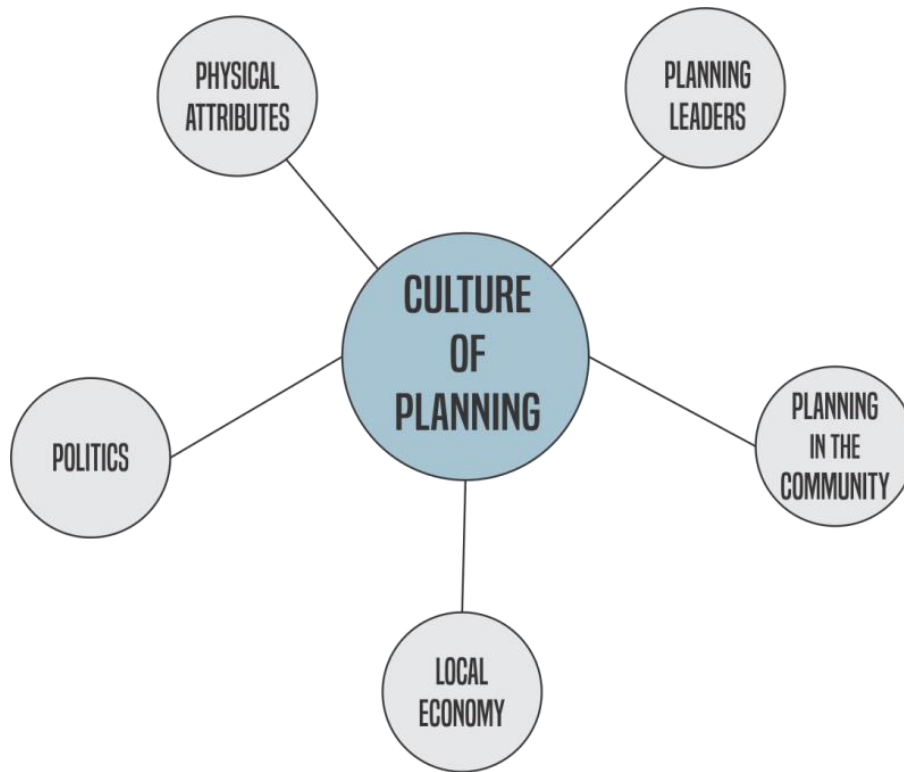 PHYSICAL
ATTRIBUTES
PLANNING
LEADERS
CULTURE
OF
PLANNING
POLITICS
PLANNING
IN THE
COMMUNITY
LOCAL
ECONOMY